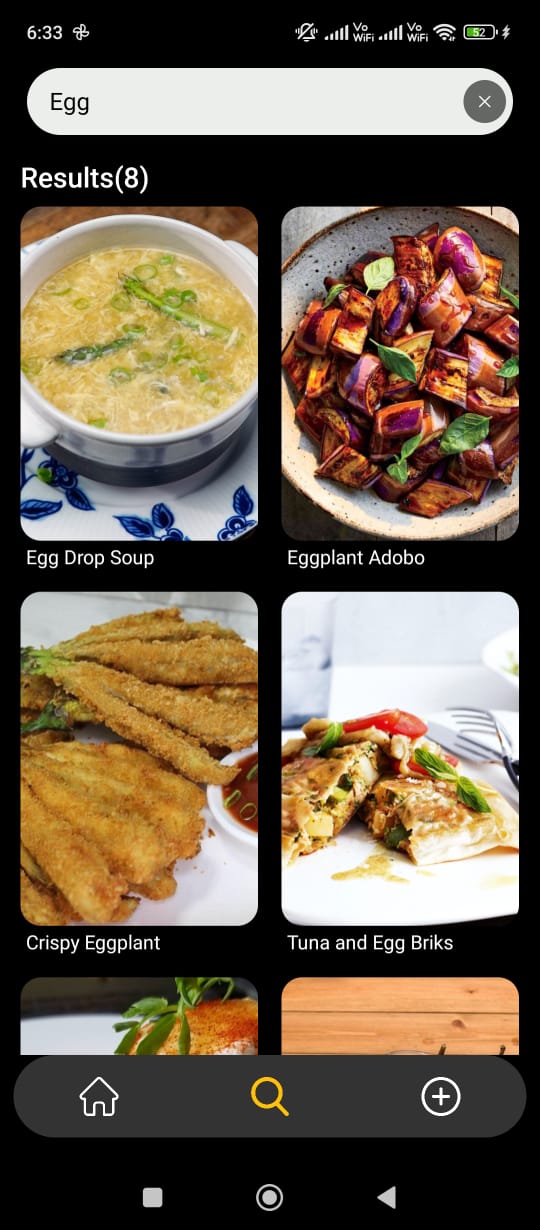 6:33
Vo
WiFi
Vo
WiFi
52
Egg
Results(8)
Egg Drop Soup
Eggplant Adobo
Crispy Eggplant
Tuna and Egg Briks